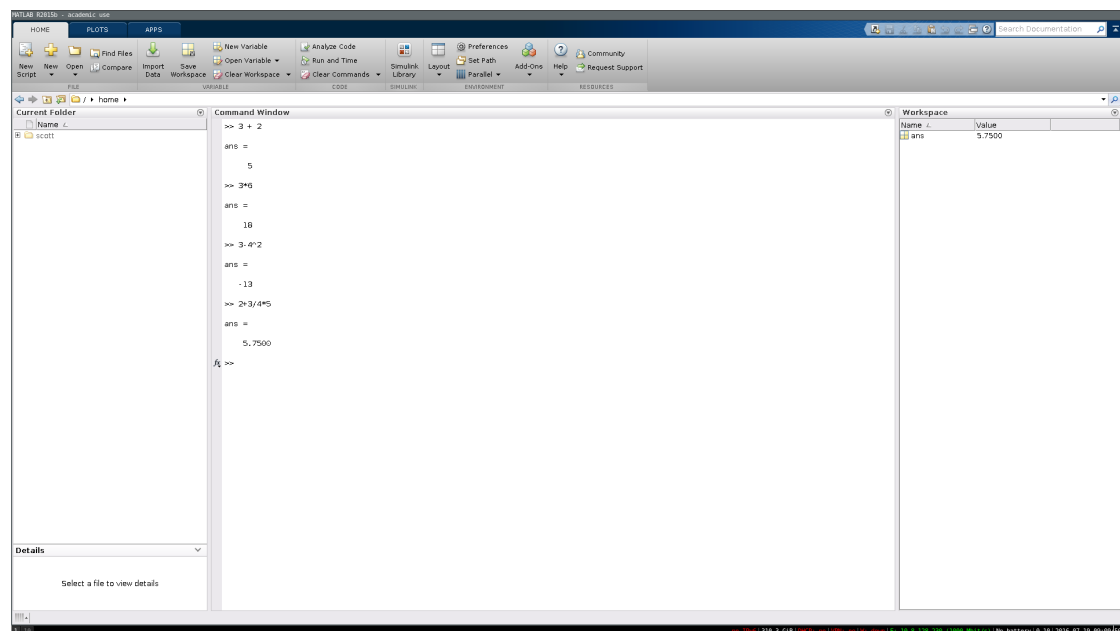 MATLAB R2015b - academic use
HOME PLOTS APPS
Search Documentation
New Script
New
Open
Find Files
Compare
Import Data
Save Workspace
New Variable
Open Variable
Clear Workspace
Analyze Code
Run and Time
Clear Commands
Simulink Library
Layout
Preferences
Set Path
Parallel
Add-Ons
Help
Community
Request Support
FILE VARIABLE CODE SIMULINK ENVIRONMENT RESOURCES
/ home
Current Folder
Name
scott
Command Window
>> 3 + 2
ans =
5
>> 3*6
ans =
18
>> 3-4^2
ans =
-13
>> 2+3/4*5
ans =
5.7500
fx >>
Workspace
Name Value
ans 5.7500
Details
Select a file to view details
No battery